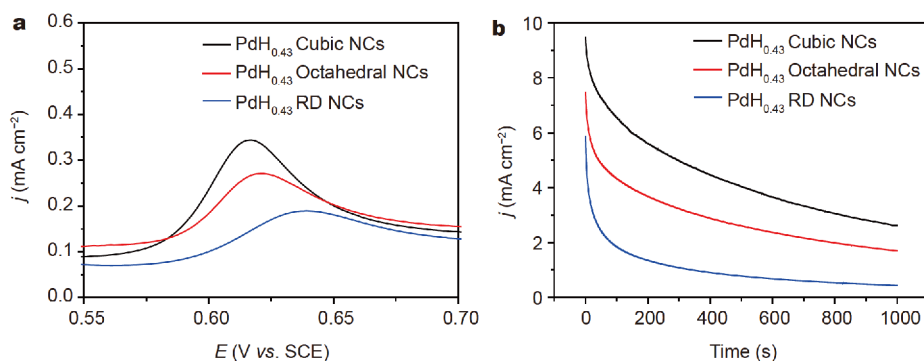 a
0.6
0.5
0.4
0.3
0.2
0.1
0.0
j (mA cm⁻²)
PdH₀.₄₃ Cubic NCs
PdH₀.₄₃ Octahedral NCs
PdH₀.₄₃ RD NCs
0.55 0.60 0.65 0.70
E (V vs. SCE)
b
10
8
6
4
2
0
j (mA cm⁻²)
PdH₀.₄₃ Cubic NCs
PdH₀.₄₃ Octahedral NCs
PdH₀.₄₃ RD NCs
0 200 400 600 800 1000
Time (s)